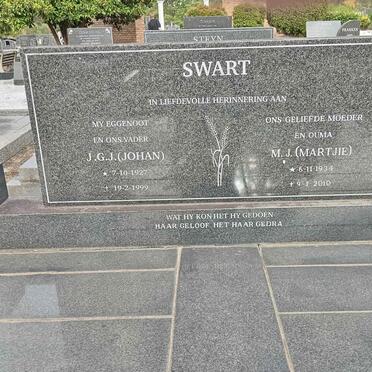 STEYN
SWART
IN LIEFDEVOLLE HERINNERING AAN
MY EGGENOOT
EN ONS VADER
J.G.J. (JOHAN)
★ 7-10-1927
✝ 19-2-1999
ONS GELIEFDE MOEDER
EN OUMA
M.J. (MARTJIE)
★ 6-11-1934
✝ 9-1-2010
WAT HY KON HET HY GEDOEN
HAAR GELOOF HET HAAR GEDRA